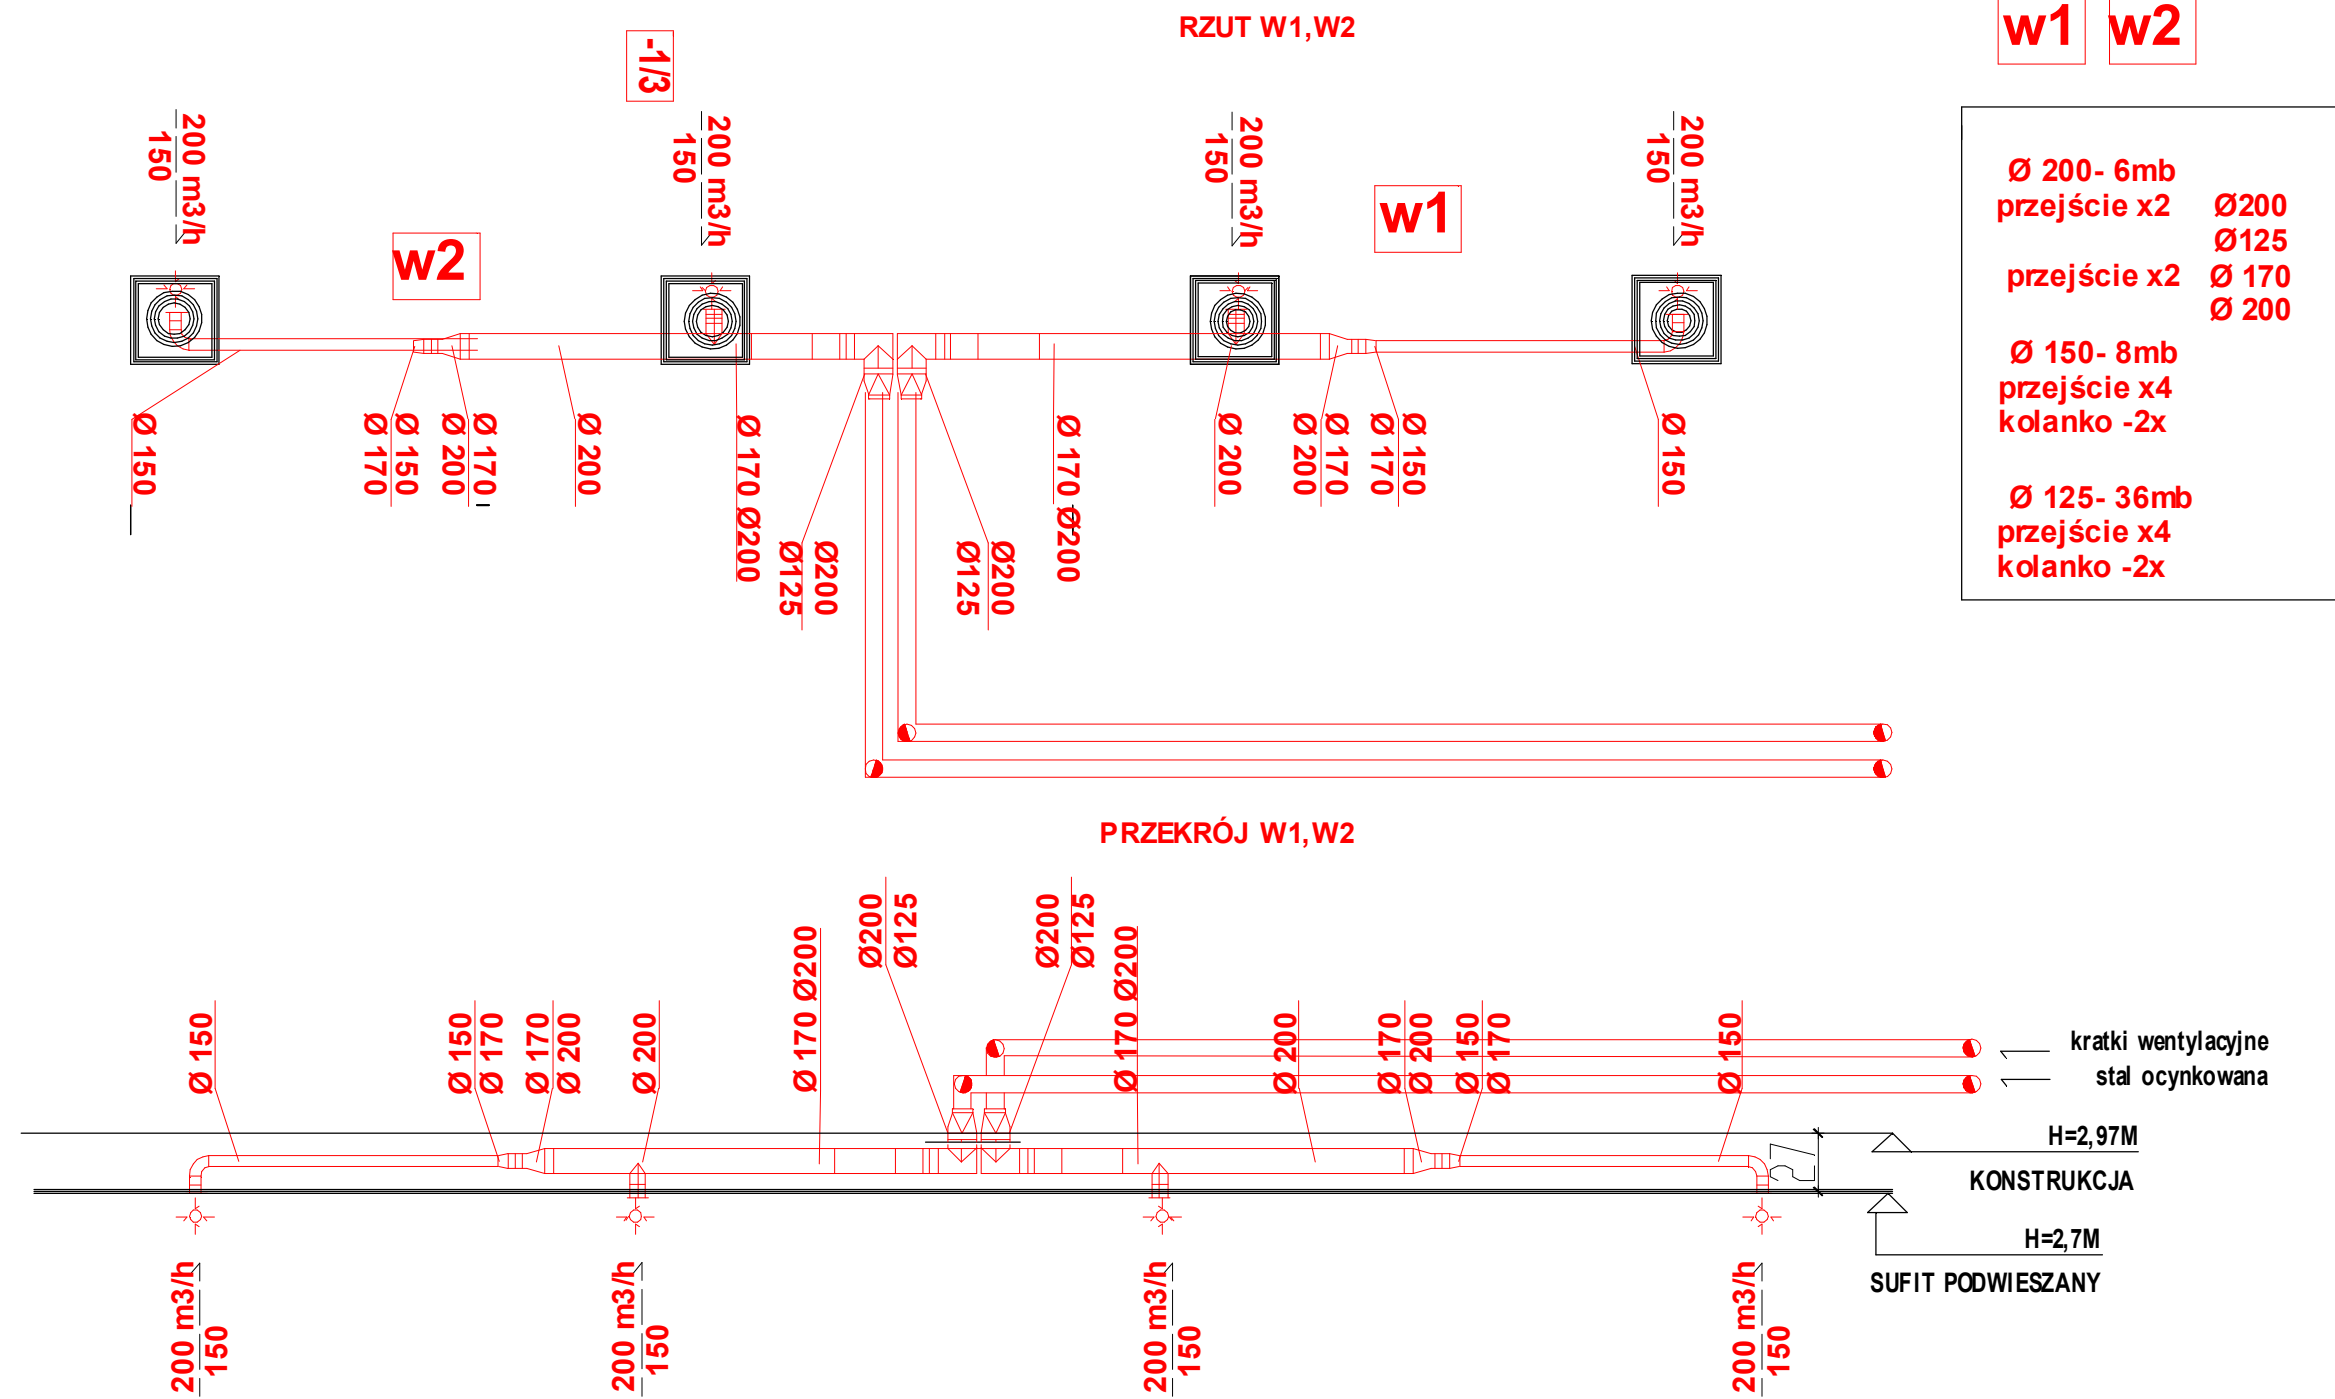 RZUT W1,W2
w1 w2
-1/3
200 m3/h
150
200 m3/h
150
200 m3/h
150
200 m3/h
150
w2
w1
Ø 200- 6mb
przejście x2 Ø200
Ø125
przejście x2 Ø 170
Ø 200
Ø 150- 8mb
przejście x4
kolanko -2x
Ø 125- 36mb
przejście x4
kolanko -2x
Ø 150
Ø 150
Ø 170
Ø 170
Ø 200
Ø 200
Ø 170 Ø200
Ø200
Ø125
Ø200
Ø125
Ø 170 Ø200
Ø 200
Ø 170
Ø 200
Ø 150
Ø 170
Ø 150
PRZEKRÓJ W1,W2
Ø 150
Ø 150
Ø 170
Ø 170
Ø 200
Ø 200
Ø 170 Ø200
Ø200
Ø125
Ø200
Ø125
Ø 170 Ø200
Ø 200
Ø 170
Ø 200
Ø 150
Ø 170
Ø 150
kratki wentylacyjne
stal ocynkowana
H=2,97M
KONSTRUKCJA
27
H=2,7M
SUFIT PODWIESZANY
200 m3/h
150
200 m3/h
150
200 m3/h
150
200 m3/h
150